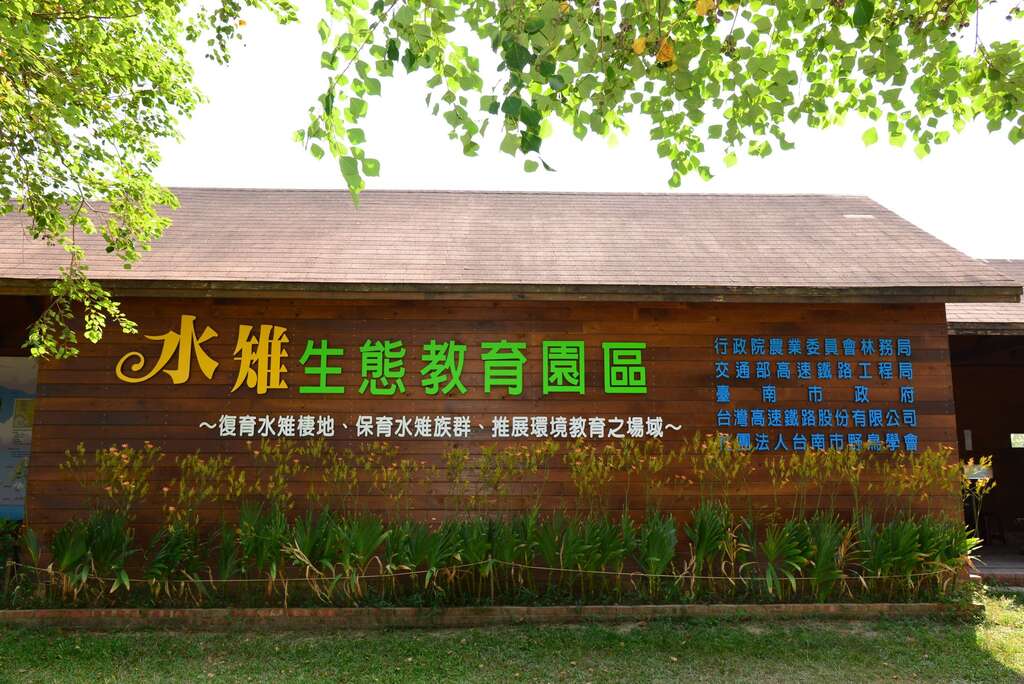 水雉生態教育園區
～復育水雉棲地、保育水雉族群、推展環境教育之場域～
行政院農業委員會林務局
交通部高速鐵路工程局
臺南市政府
台灣高速鐵路股份有限公司
社團法人台南市野鳥學會